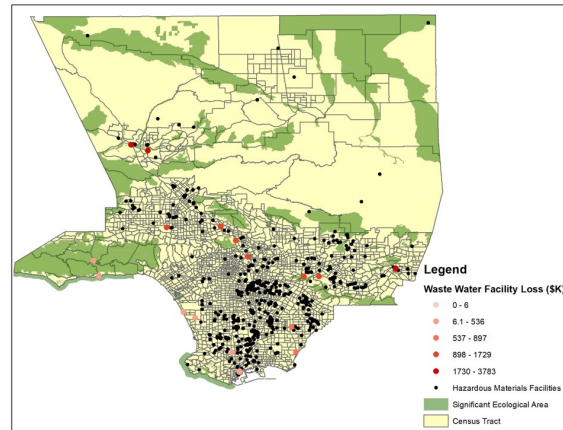 Legend
Waste Water Facility Loss ($K)
0 - 6
6.1 - 536
537 - 897
898 - 1729
1730 - 3783
Hazardous Materials Facilities
Significant Ecological Area
Census Tract